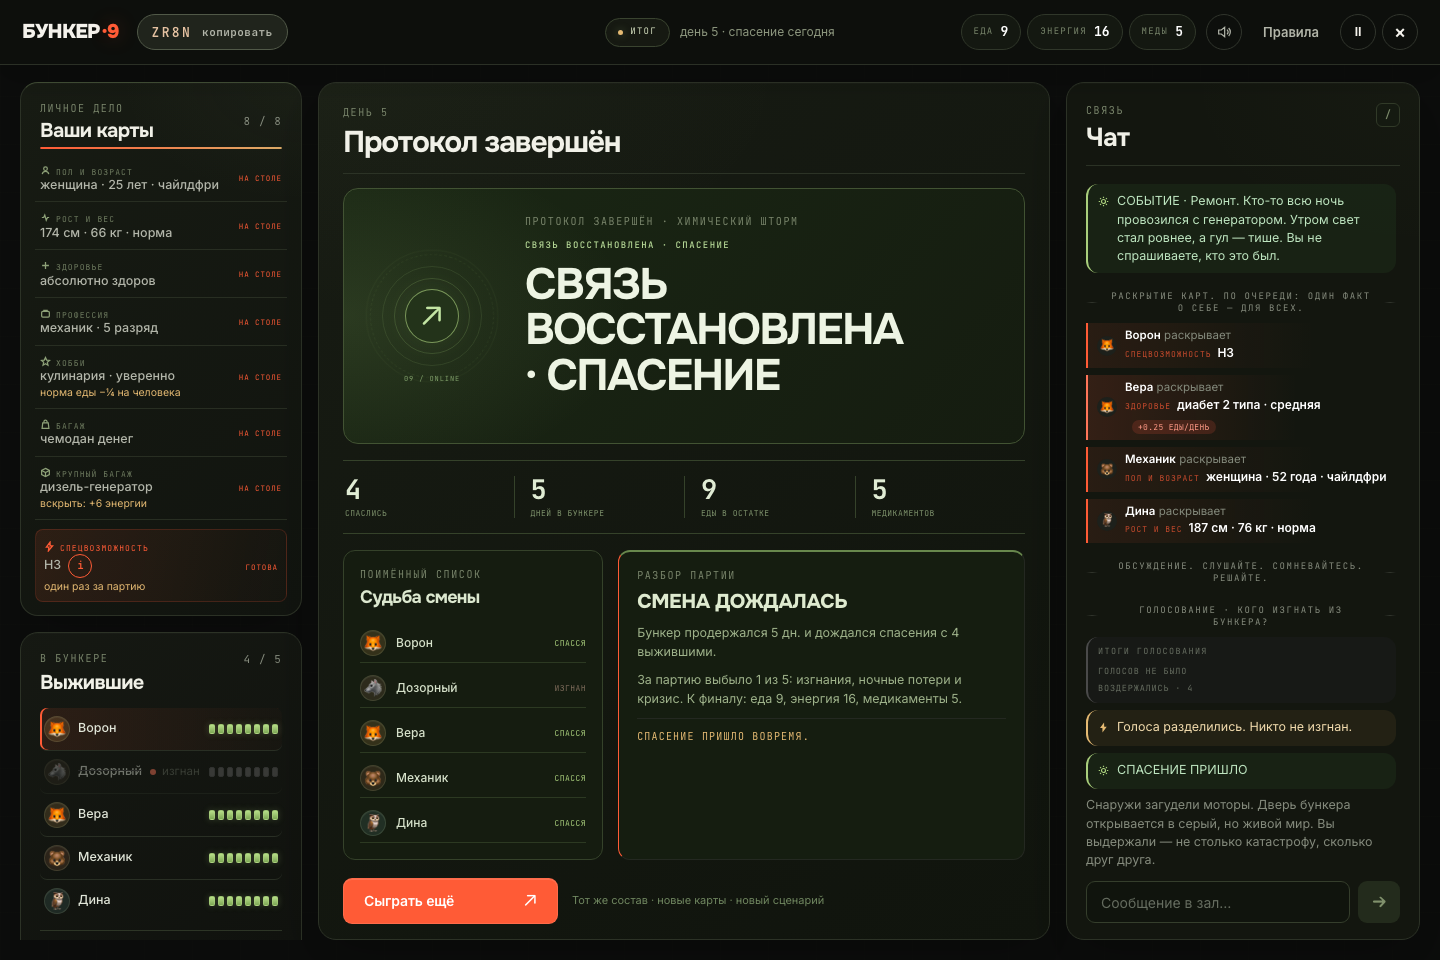 БУНКЕР·9
ZR8N копировать
ИТОГ
день 5 · спасение сегодня
ЕДА 9
ЭНЕРГИЯ 16
МЕДЫ 5
Правила
ЛИЧНОЕ ДЕЛО
Ваши карты
8 / 8
ПОЛ И ВОЗРАСТ
женщина · 25 лет · чайлдфри
НА СТОЛЕ
РОСТ И ВЕС
174 см · 66 кг · норма
НА СТОЛЕ
ЗДОРОВЬЕ
абсолютно здоров
НА СТОЛЕ
ПРОФЕССИЯ
механик · 5 разряд
НА СТОЛЕ
ХОББИ
кулинария · уверенно
норма еды −¼ на человека
НА СТОЛЕ
БАГАЖ
чемодан денег
НА СТОЛЕ
КРУПНЫЙ БАГАЖ
дизель-генератор
вскрыть: +6 энергии
НА СТОЛЕ
СПЕЦВОЗМОЖНОСТЬ
НЗ i
один раз за партию
ГОТОВА
В БУНКЕРЕ
Выжившие
4 / 5
Ворон
Дозорный изгнан
Вера
Механик
Дина
ДЕНЬ 5
Протокол завершён
ПРОТОКОЛ ЗАВЕРШЁН · ХИМИЧЕСКИЙ ШТОРМ
СВЯЗЬ ВОССТАНОВЛЕНА · СПАСЕНИЕ
СВЯЗЬ
ВОССТАНОВЛЕНА
· СПАСЕНИЕ
09 / ONLINE
4
СПАСЛИСЬ
5
ДНЕЙ В БУНКЕРЕ
9
ЕДЫ В ОСТАТКЕ
5
МЕДИКАМЕНТОВ
ПОИМЁННЫЙ СПИСОК
Судьба смены
Ворон СПАССЯ
Дозорный ИЗГНАН
Вера СПАССЯ
Механик СПАССЯ
Дина СПАССЯ
РАЗБОР ПАРТИИ
СМЕНА ДОЖДАЛАСЬ
Бункер продержался 5 дн. и дождался спасения с 4
выжившими.
За партию выбыло 1 из 5: изгнания, ночные потери и
кризис. К финалу: еда 9, энергия 16, медикаменты 5.
СПАСЕНИЕ ПРИШЛО ВОВРЕМЯ.
Сыграть ещё
Тот же состав · новые карты · новый сценарий
СВЯЗЬ
Чат
/
СОБЫТИЕ · Ремонт. Кто-то всю ночь
провозился с генератором. Утром свет
стал ровнее, а гул — тише. Вы не
спрашиваете, кто это был.
— РАСКРЫТИЕ КАРТ. ПО ОЧЕРЕДИ: ОДИН ФАКТ —
О СЕБЕ — ДЛЯ ВСЕХ.
Ворон раскрывает
СПЕЦВОЗМОЖНОСТЬ НЗ
Вера раскрывает
ЗДОРОВЬЕ диабет 2 типа · средняя
+0.25 ЕДЫ/ДЕНЬ
Механик раскрывает
ПОЛ И ВОЗРАСТ женщина · 52 года · чайлдфри
Дина раскрывает
РОСТ И ВЕС 187 см · 76 кг · норма
— ОБСУЖДЕНИЕ. СЛУШАЙТЕ. СОМНЕВАЙТЕСЬ. —
РЕШАЙТЕ.
— ГОЛОСОВАНИЕ · КОГО ИЗГНАТЬ ИЗ —
БУНКЕРА?
ИТОГИ ГОЛОСОВАНИЯ
ГОЛОСОВ НЕ БЫЛО
ВОЗДЕРЖАЛИСЬ · 4
Голоса разделились. Никто не изгнан.
СПАСЕНИЕ ПРИШЛО
Снаружи загудели моторы. Дверь бункера
открывается в серый, но живой мир. Вы
выдержали — не столько катастрофу, сколько
друг друга.
Сообщение в зал…